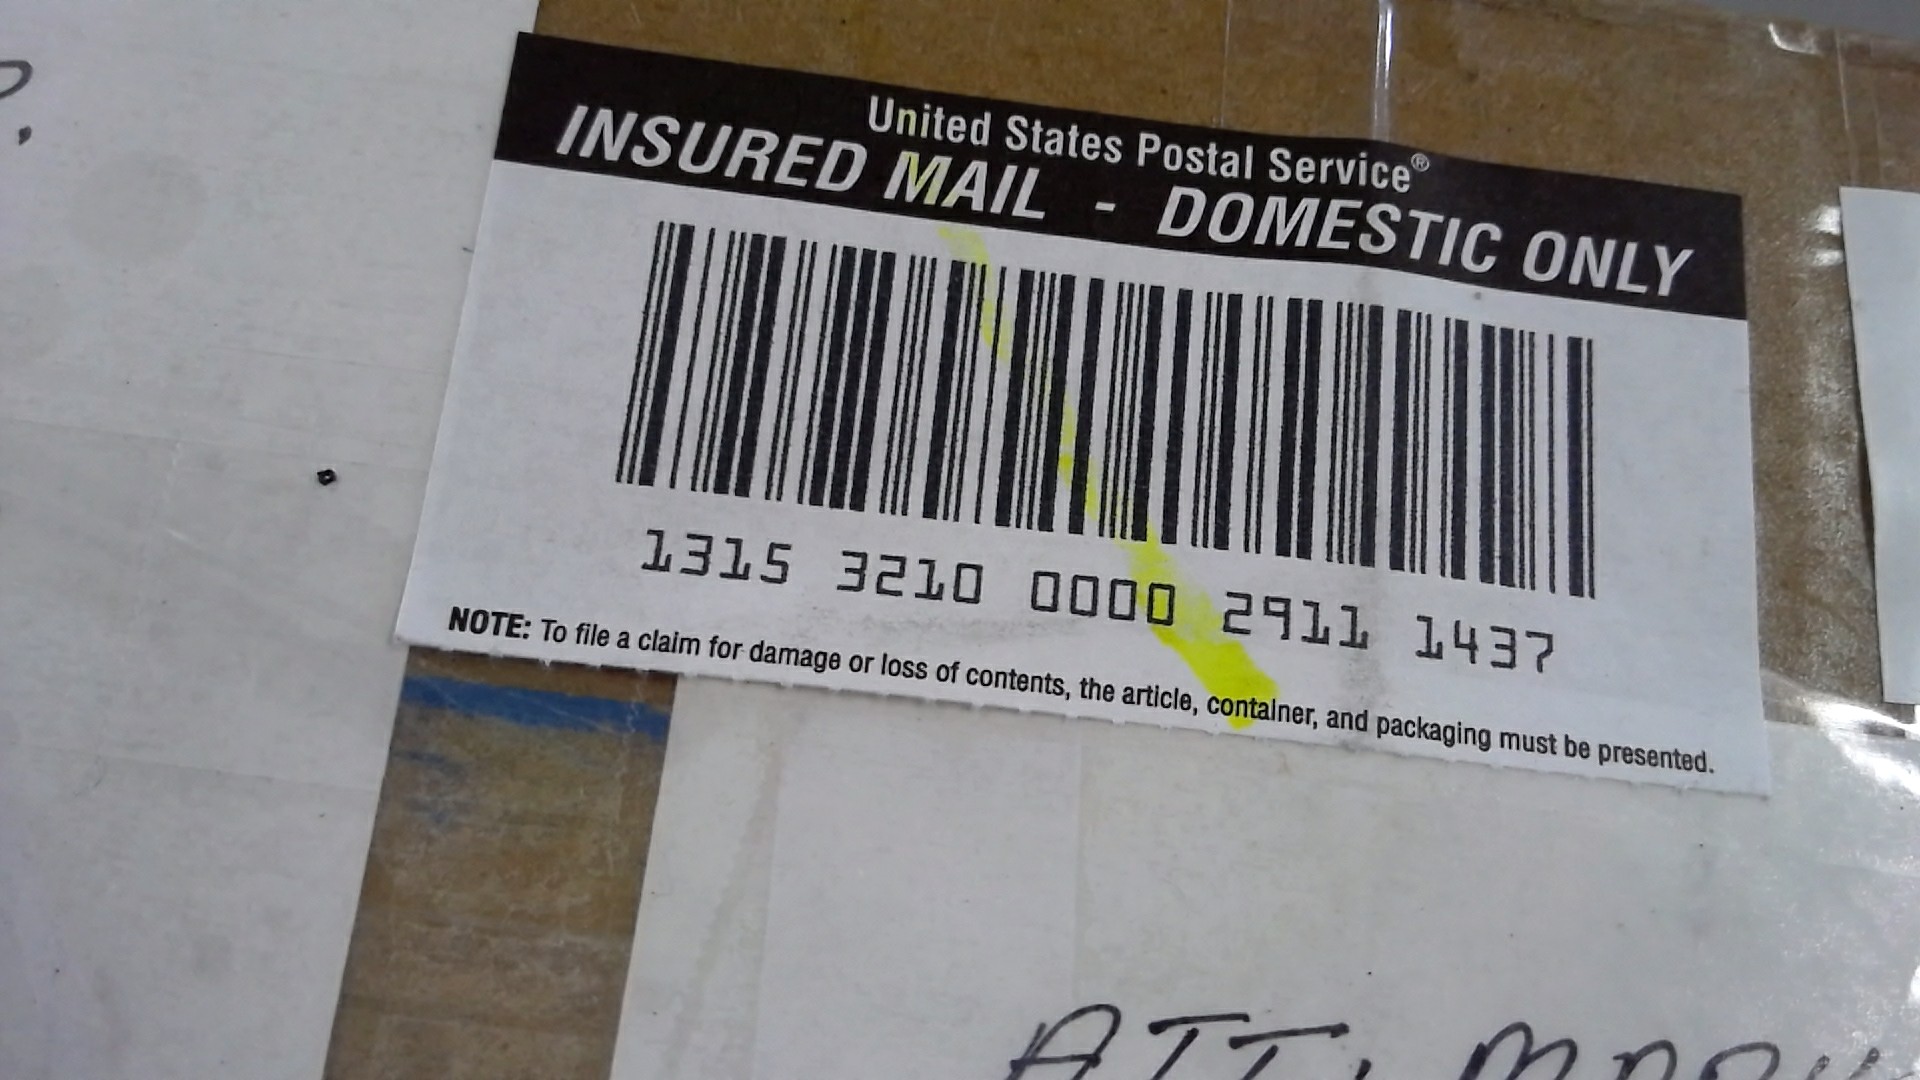 United States Postal Service®
INSURED MAIL - DOMESTIC ONLY
1315 3210 0000 2911 1437
NOTE: To file a claim for damage or loss of contents, the article, container, and packaging must be presented.
ATT: